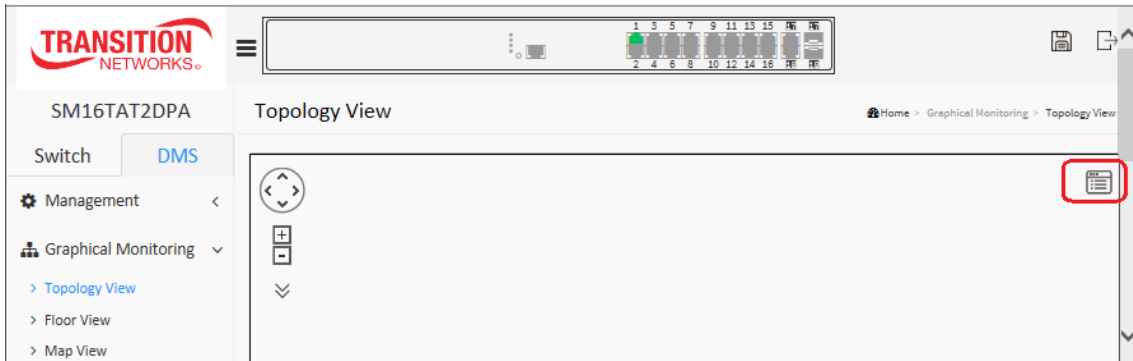 TRANSITION
NETWORKS®
1 3 5 7 9 11 13 15
2 4 6 8 10 12 14 16
SM16TAT2DPA
Topology View
Home > Graphical Monitoring > Topology View
Switch DMS
Management
Graphical Monitoring
> Topology View
> Floor View
> Map View